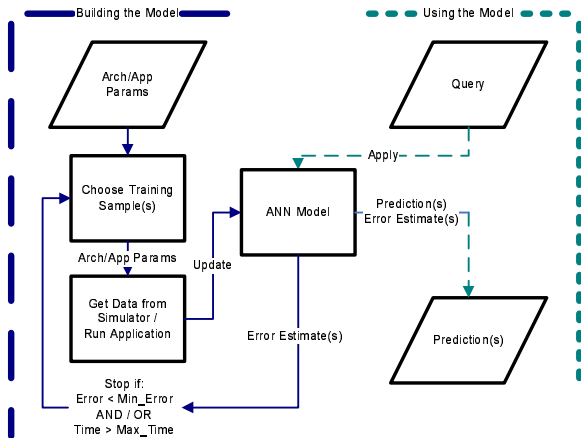 Building the Model
Using the Model
Arch/App
Params
Query
Apply
Choose Training
Sample(s)
ANN Model
Prediction(s)
Error Estimate(s)
Arch/App Params
Update
Get Data from
Simulator /
Run Application
Error Estimate(s)
Prediction(s)
Stop if:
Error < Min_Error
AND / OR
Time > Max_Time